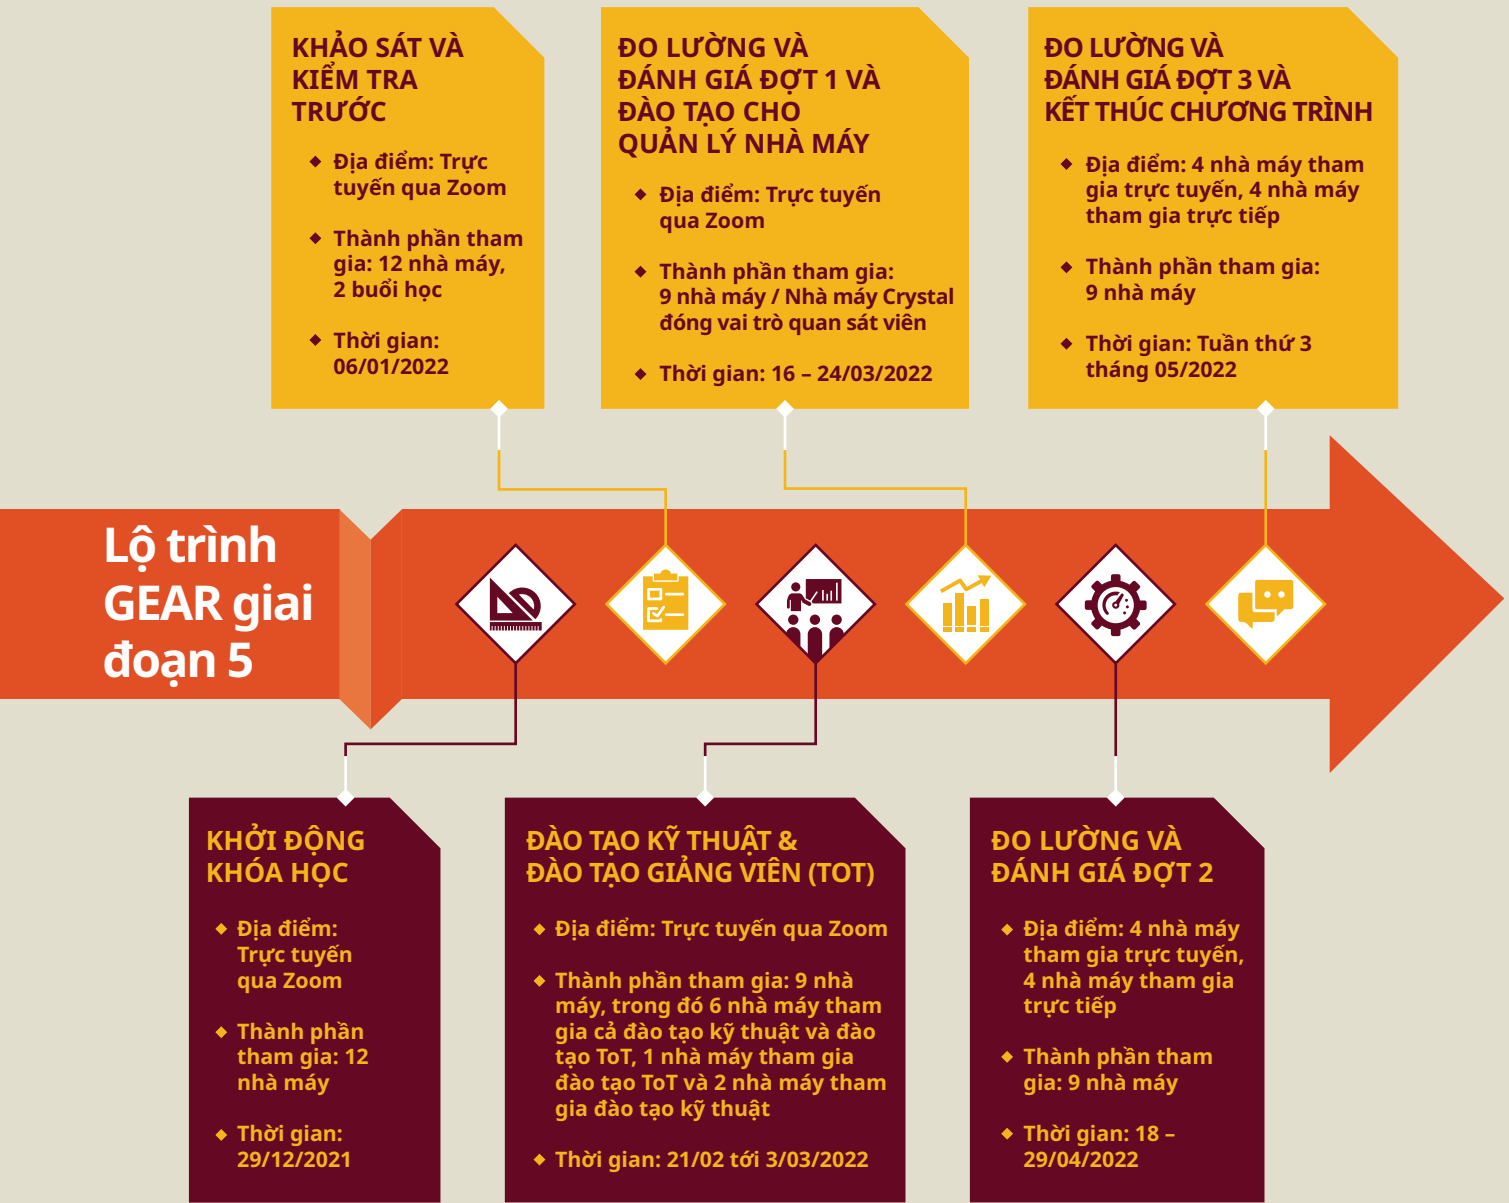 KHẢO SÁT VÀ
KIỂM TRA
TRƯỚC
Địa điểm: Trực
tuyến qua Zoom
Thành phần tham
gia: 12 nhà máy,
2 buổi học
Thời gian:
06/01/2022
ĐO LƯỜNG VÀ
ĐÁNH GIÁ ĐỢT 1 VÀ
ĐÀO TẠO CHO
QUẢN LÝ NHÀ MÁY
Địa điểm: Trực tuyến
qua Zoom
Thành phần tham gia:
9 nhà máy / Nhà máy Crystal
đóng vai trò quan sát viên
Thời gian: 16 – 24/03/2022
ĐO LƯỜNG VÀ
ĐÁNH GIÁ ĐỢT 3 VÀ
KẾT THÚC CHƯƠNG TRÌNH
Địa điểm: 4 nhà máy tham
gia trực tuyến, 4 nhà máy
tham gia trực tiếp
Thành phần tham gia:
9 nhà máy
Thời gian: Tuần thứ 3
tháng 05/2022
Lộ trình
GEAR giai
đoạn 5
KHỞI ĐỘNG
KHÓA HỌC
Địa điểm:
Trực tuyến
qua Zoom
Thành phần
tham gia: 12
nhà máy
Thời gian:
29/12/2021
ĐÀO TẠO KỸ THUẬT &
ĐÀO TẠO GIẢNG VIÊN (TOT)
Địa điểm: Trực tuyến qua Zoom
Thành phần tham gia: 9 nhà
máy, trong đó 6 nhà máy tham
gia cả đào tạo kỹ thuật và đào
tạo ToT, 1 nhà máy tham gia
đào tạo ToT và 2 nhà máy tham
gia đào tạo kỹ thuật
Thời gian: 21/02 tới 3/03/2022
ĐO LƯỜNG VÀ
ĐÁNH GIÁ ĐỢT 2
Địa điểm: 4 nhà máy
tham gia trực tuyến,
4 nhà máy tham gia
trực tiếp
Thành phần tham
gia: 9 nhà máy
Thời gian: 18 –
29/04/2022